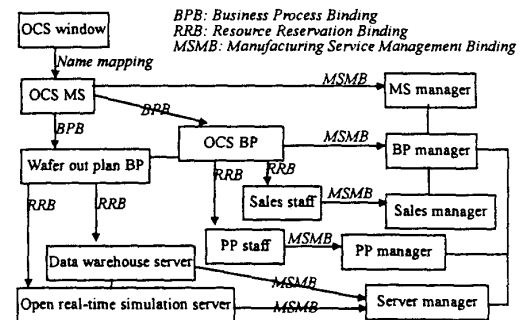 BPB: Business Process Binding
OCS window
RRB: Resource Reservation Binding
MSMB: Manufacturing Service Management Binding
Name mapping
OCS MS
MSMB
MS manager
BPB
BPB
OCS BP
MSMB
BP manager
Wafer out plan BP
RRB
RRB
RRB
RRB
Sales staff
MSMB
Sales manager
PP staff
MSMB
PP manager
Data warehouse server
MSMB
Open real-time simulation server
MSMB
Server manager